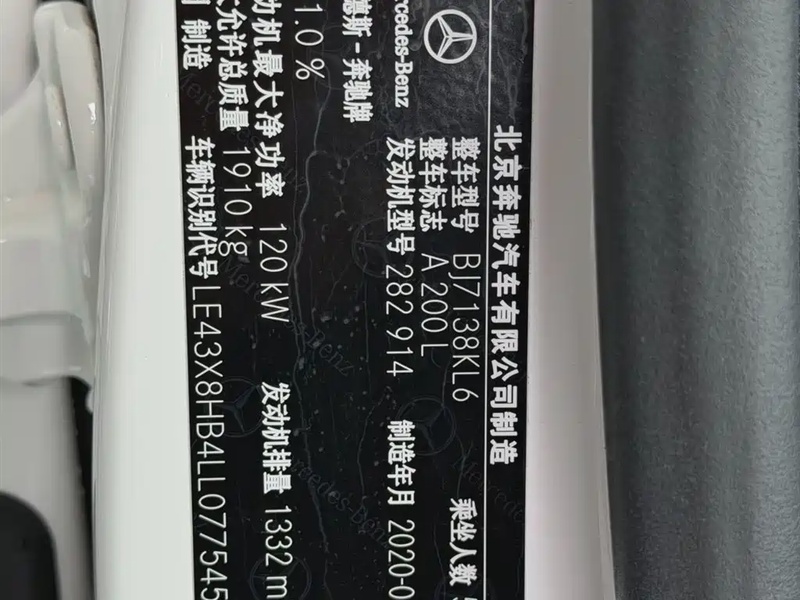 北京奔驰汽车有限公司制造
整车型号 BJ7138KL6 乘坐人数
Mercedes-Benz 整车标志 A 200 L
发动机型号 282 914 制造年月 2020-0
德斯-奔驰牌
1.0 %
动机最大净功率 120 kW 发动机排量 1332 m
允许总质量 1910 kg
制造 车辆识别代号 LE43X8HB4LL077545